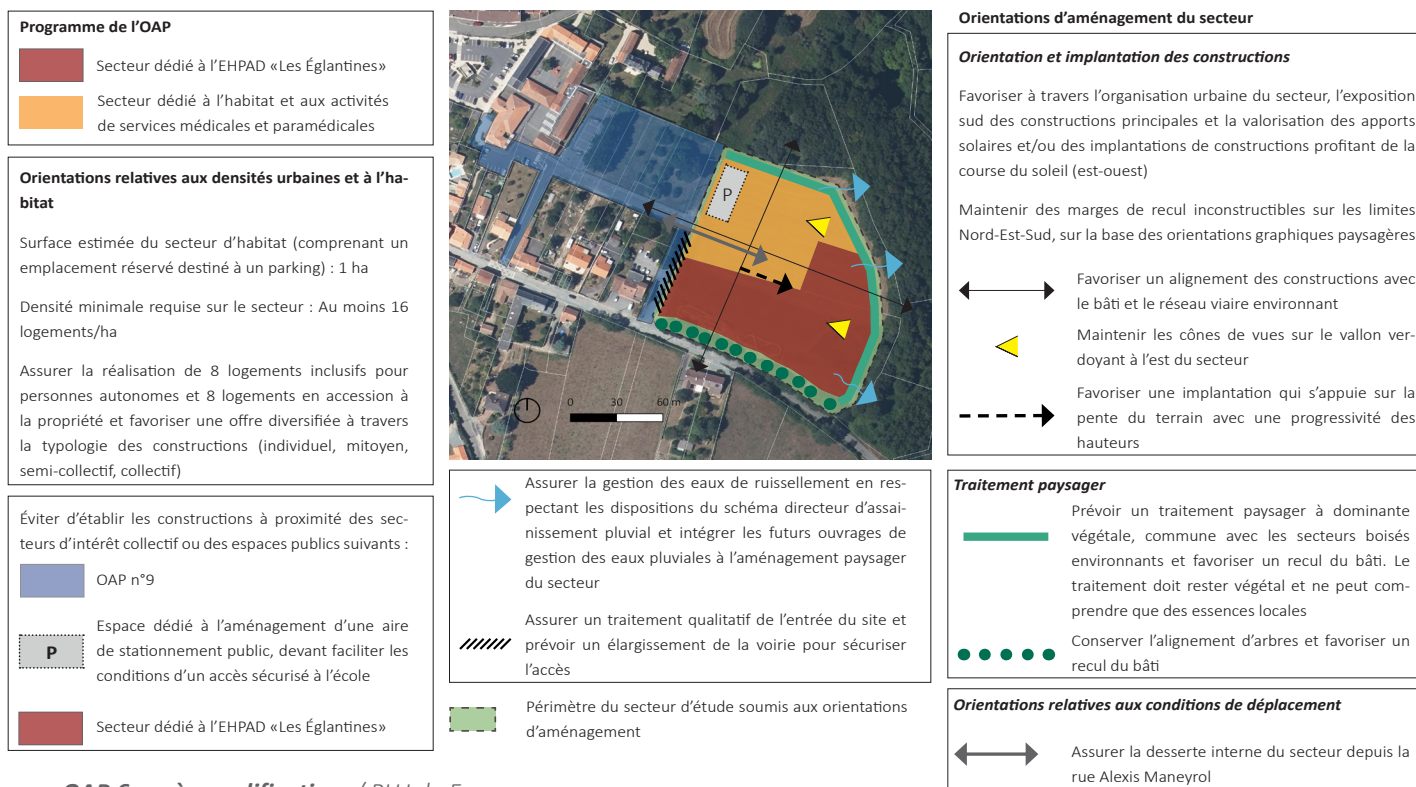 Programme de l'OAP
Secteur dédié à l'EHPAD «Les Églantines»
Secteur dédié à l'habitat et aux activités
de services médicales et paramédicales
Orientations relatives aux densités urbaines et à l'ha-
bitat
Surface estimée du secteur d'habitat (comprenant un
emplacement réservé destiné à un parking) : 1 ha
Densité minimale requise sur le secteur : Au moins 16
logements/ha
Assurer la réalisation de 8 logements inclusifs pour
personnes autonomes et 8 logements en accession à
la propriété et favoriser une offre diversifiée à travers
la typologie des constructions (individuel, mitoyen,
semi-collectif, collectif)
Éviter d'établir les constructions à proximité des sec-
teurs d'intérêt collectif ou des espaces publics suivants :
OAP n°9
P
Espace dédié à l'aménagement d'une aire
de stationnement public, devant faciliter les
conditions d'un accès sécurisé à l'école
Secteur dédié à l'EHPAD «Les Églantines»
P
0 30 60 m
Assurer la gestion des eaux de ruissellement en res-
pectant les dispositions du schéma directeur d'assai-
nissement pluvial et intégrer les futurs ouvrages de
gestion des eaux pluviales à l'aménagement paysager
du secteur
Assurer un traitement qualitatif de l'entrée du site et
prévoir un élargissement de la voirie pour sécuriser
l'accès
Périmètre du secteur d'étude soumis aux orientations
d'aménagement
Orientations d'aménagement du secteur
Orientation et implantation des constructions
Favoriser à travers l'organisation urbaine du secteur, l'exposition
sud des constructions principales et la valorisation des apports
solaires et/ou des implantations de constructions profitant de la
course du soleil (est-ouest)
Maintenir des marges de recul inconstructibles sur les limites
Nord-Est-Sud, sur la base des orientations graphiques paysagères
Favoriser un alignement des constructions avec
le bâti et le réseau viaire environnant
Maintenir les cônes de vues sur le vallon ver-
doyant à l'est du secteur
Favoriser une implantation qui s'appuie sur la
pente du terrain avec une progressivité des
hauteurs
Traitement paysager
Prévoir un traitement paysager à dominante
végétale, commune avec les secteurs boisés
environnants et favoriser un recul du bâti. Le
traitement doit rester végétal et ne peut com-
prendre que des essences locales
Conserver l'alignement d'arbres et favoriser un
recul du bâti
Orientations relatives aux conditions de déplacement
Assurer la desserte interne du secteur depuis la
rue Alexis Maneyrol